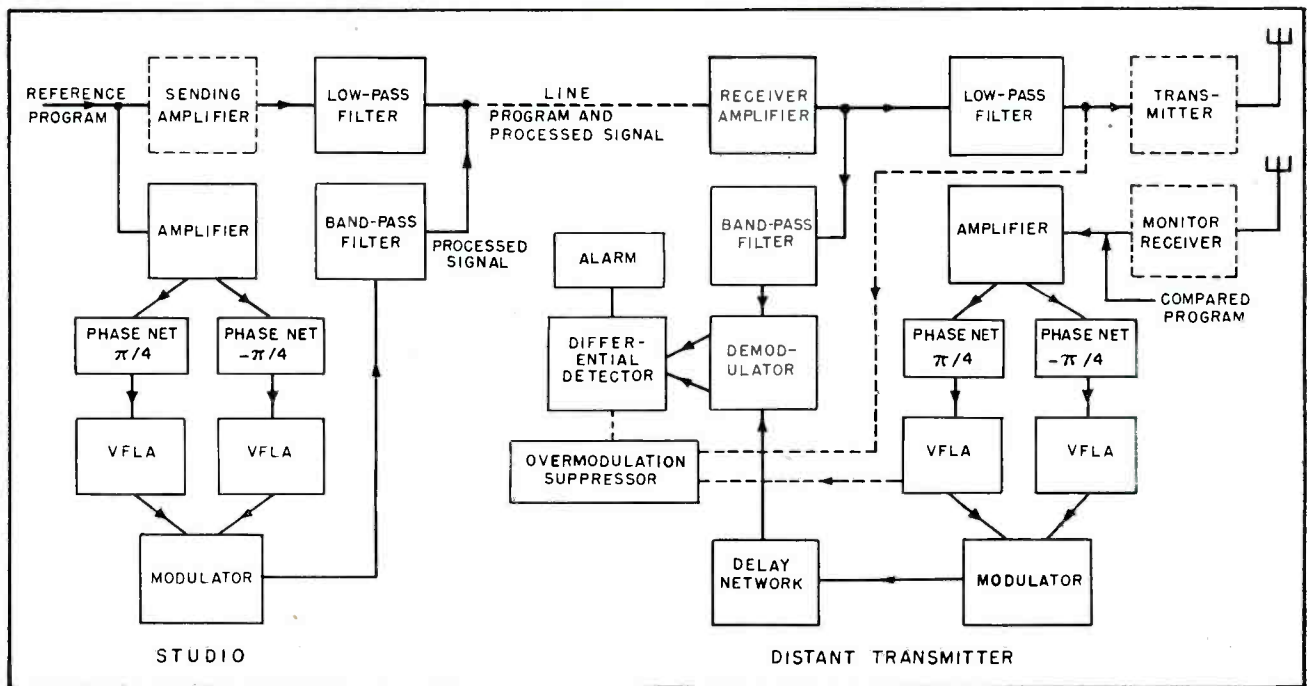 REFERENCE
PROGRAM
SENDING
AMPLIFIER
LOW-PASS
FILTER
LINE
PROGRAM AND
PROCESSED SIGNAL
RECEIVER
AMPLIFIER
LOW-PASS
FILTER
TRANS-
MITTER
AMPLIFIER
BAND-PASS
FILTER
PROCESSED
SIGNAL
ALARM
BAND-PASS
FILTER
AMPLIFIER
MONITOR
RECEIVER
COMPARED
PROGRAM
PHASE NET
π/4
PHASE NET
-π/4
DIFFER-
ENTIAL
DETECTOR
DEMOD-
ULATOR
PHASE NET
π/4
PHASE NET
-π/4
VFLA
VFLA
OVERMODULATION
SUPPRESSOR
VFLA
VFLA
MODULATOR
DELAY
NETWORK
MODULATOR
STUDIO
DISTANT TRANSMITTER